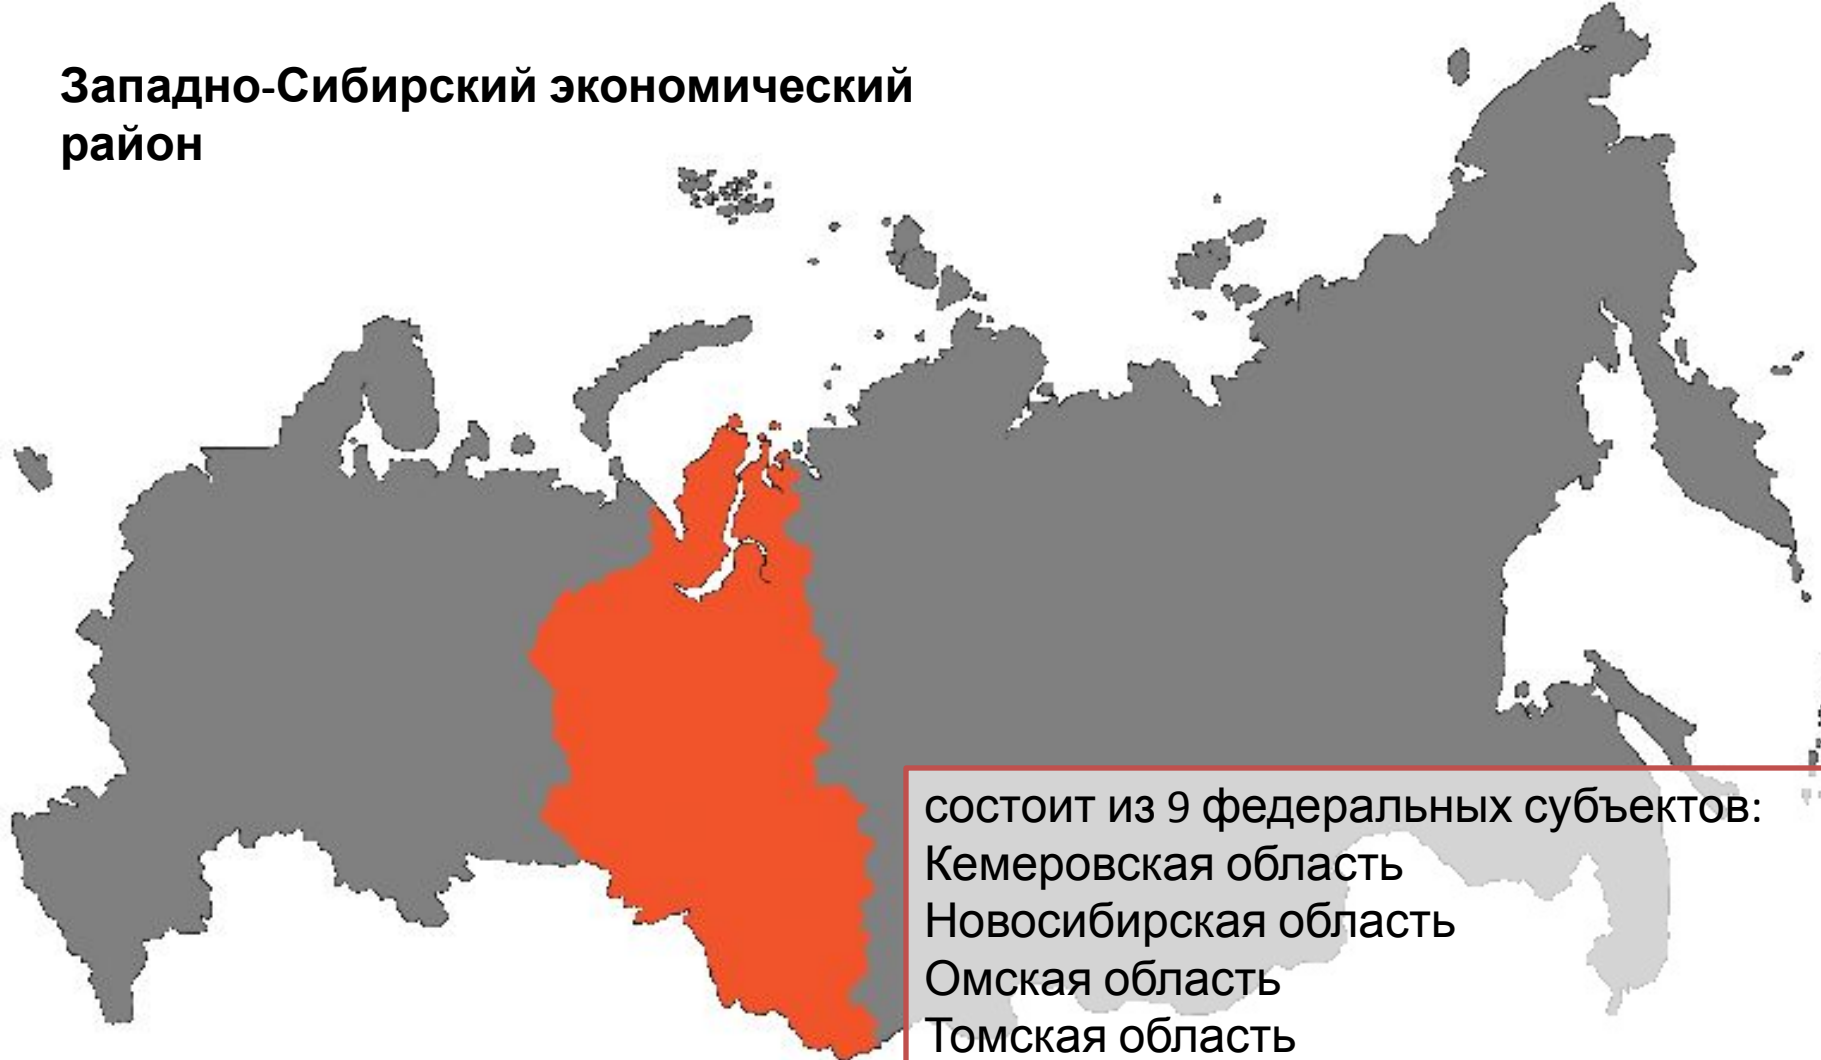 Западно-Сибирский экономический
район
состоит из 9 федеральных субъектов:
Кемеровская область
Новосибирская область
Омская область
Томская область